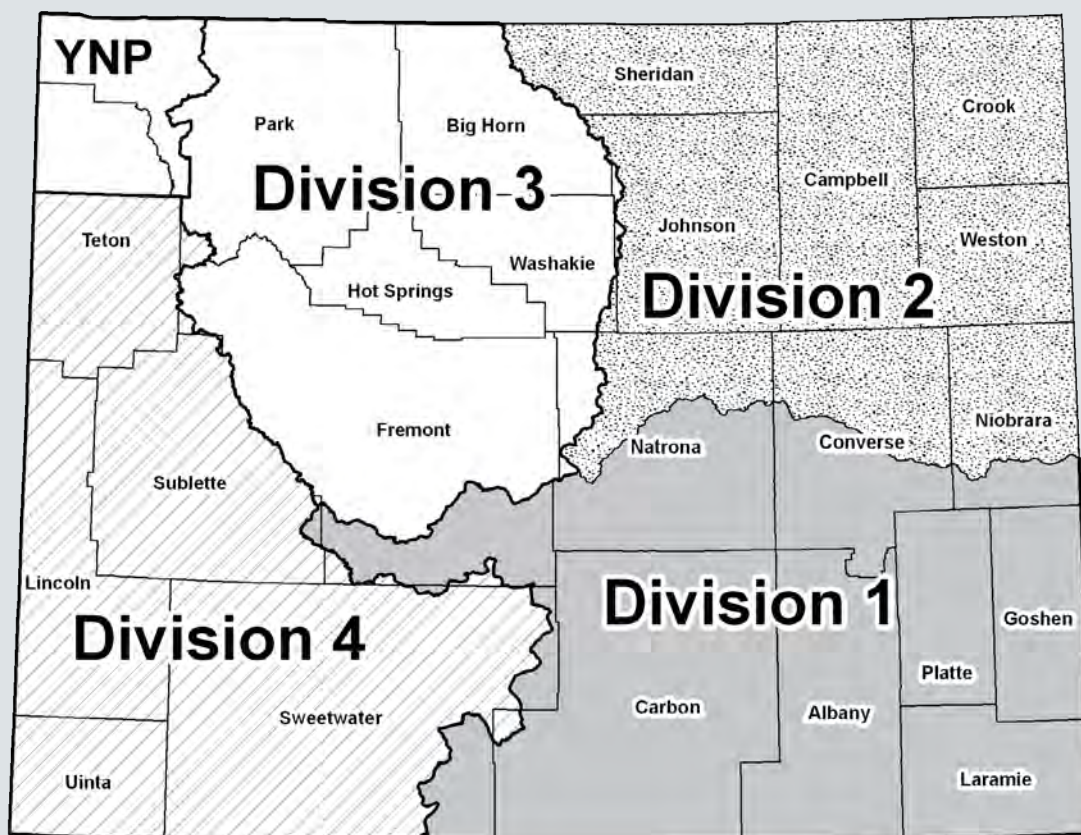 YNP
Sheridan
Crook
Park
Big Horn
Campbell
Division 3
Johnson
Teton
Weston
Washakie
Hot Springs
Division 2
Niobrara
Fremont
Natrona
Converse
Sublette
Lincoln
Division 1
Goshen
Division 4
Platte
Carbon
Albany
Sweetwater
Uinta
Laramie